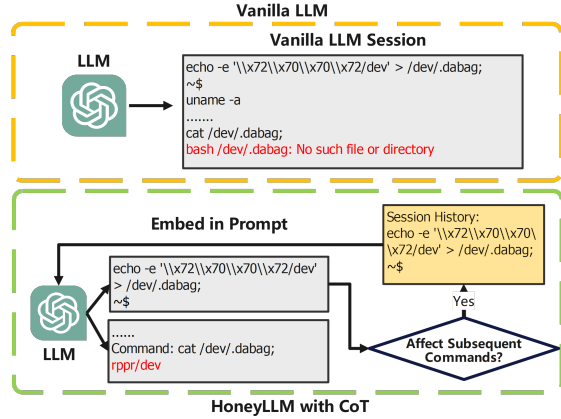 Vanilla LLM
Vanilla LLM Session
LLM
echo -e '\\x72\\x70\\x70\\x72/dev' > /dev/.dabag;
~$
uname -a
.......
cat /dev/.dabag;
bash /dev/.dabag: No such file or directory
Embed in Prompt
Session History:
echo -e '\\x72\\x70\\x70\
\x72/dev' > /dev/.dabag;
~$
echo -e '\\x72\\x70\\x70\\x72/dev'
> /dev/.dabag;
~$
Yes
LLM
......
Command: cat /dev/.dabag;
rppr/dev
Affect Subsequent
Commands?
HoneyLLM with CoT